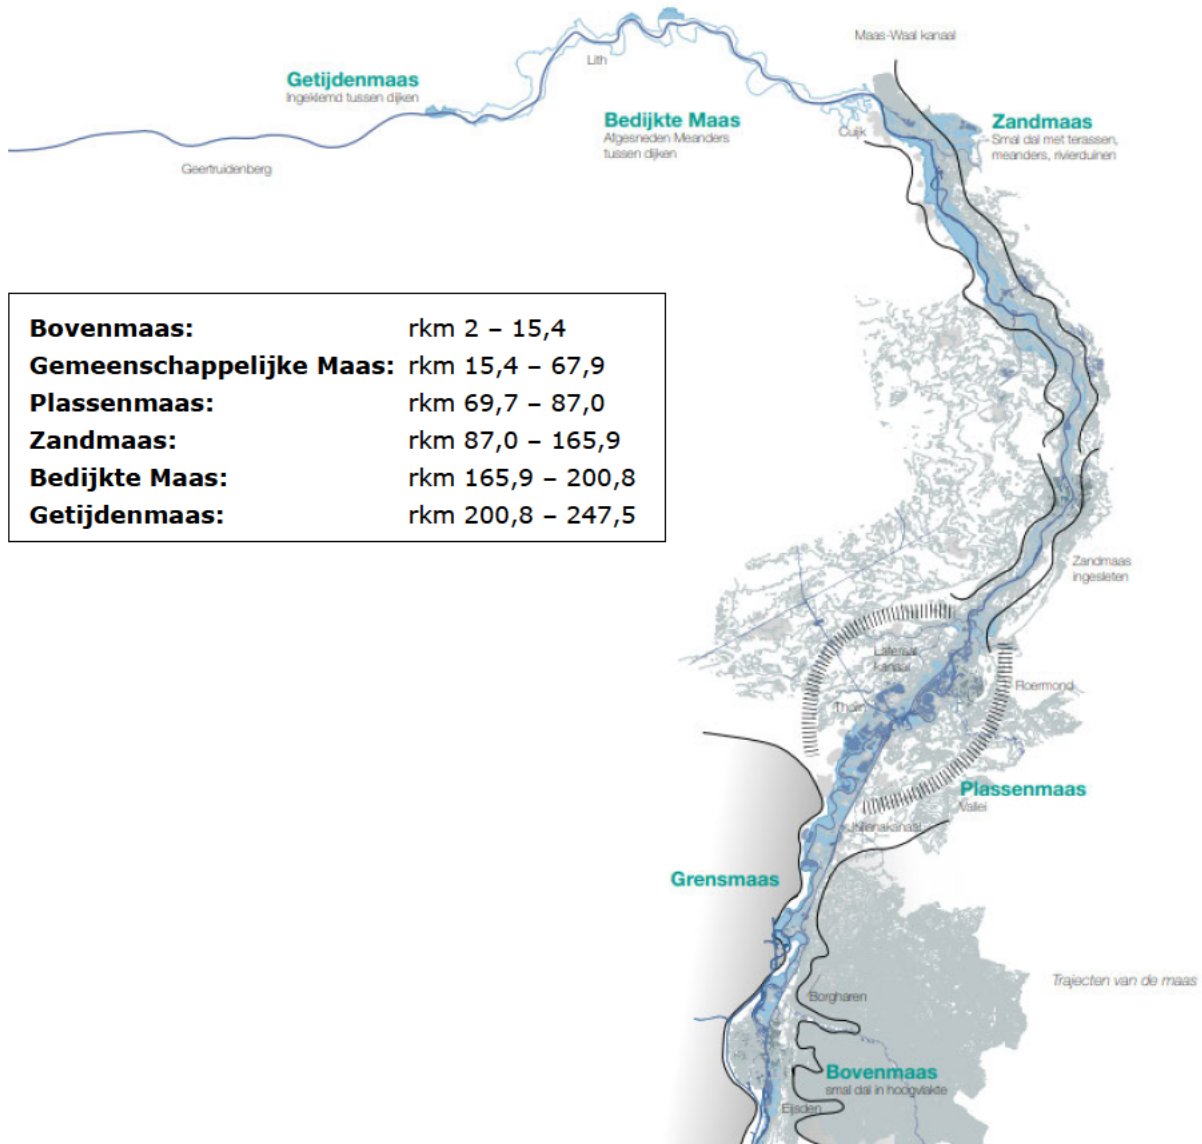 Maas-Waal kanaal
Lith
Getijdenmaas
Ingeklemd tussen dijken
Bedijkte Maas
Afgesneden Meanders
tussen dijken
Cuijk
Zandmaas
Smal dal met terassen,
meanders, rivierduinen
Geertruidenberg
Bovenmaas: rkm 2 – 15,4
Gemeenschappelijke Maas: rkm 15,4 – 67,9
Plassenmaas: rkm 69,7 – 87,0
Zandmaas: rkm 87,0 – 165,9
Bedijkte Maas: rkm 165,9 – 200,8
Getijdenmaas: rkm 200,8 – 247,5
Zandmaas
ingesleten
Lateraal
kanaal
Roermond
Thorn
Plassenmaas
Vallei
Julianakanaal
Grensmaas
Trajecten van de maas
Borgharen
Bovenmaas
smal dal in hoogvlakte
Eijsden